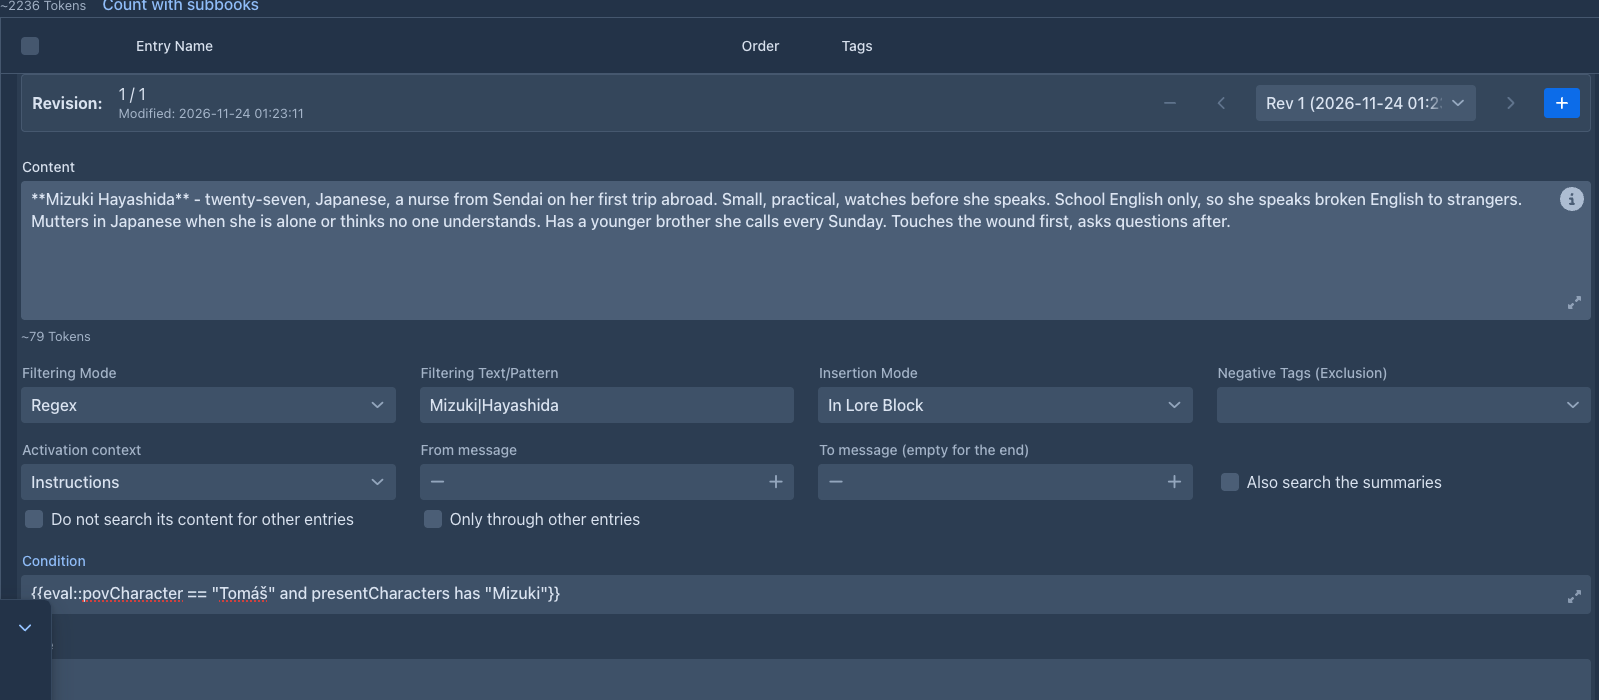 ~2236 Tokens Count with subbooks
Entry Name Order Tags
Revision: 1 / 1
Modified: 2026-11-24 01:23:11
Rev 1 (2026-11-24 01:2
Content
**Mizuki Hayashida** - twenty-seven, Japanese, a nurse from Sendai on her first trip abroad. Small, practical, watches before she speaks. School English only, so she speaks broken English to strangers.
Mutters in Japanese when she is alone or thinks no one understands. Has a younger brother she calls every Sunday. Touches the wound first, asks questions after.
~79 Tokens
Filtering Mode Filtering Text/Pattern Insertion Mode Negative Tags (Exclusion)
Regex Mizuki|Hayashida In Lore Block
Activation context From message To message (empty for the end)
Instructions Also search the summaries
Do not search its content for other entries Only through other entries
Condition
{{eval::povCharacter == "Tomáš" and presentCharacters has "Mizuki"}}